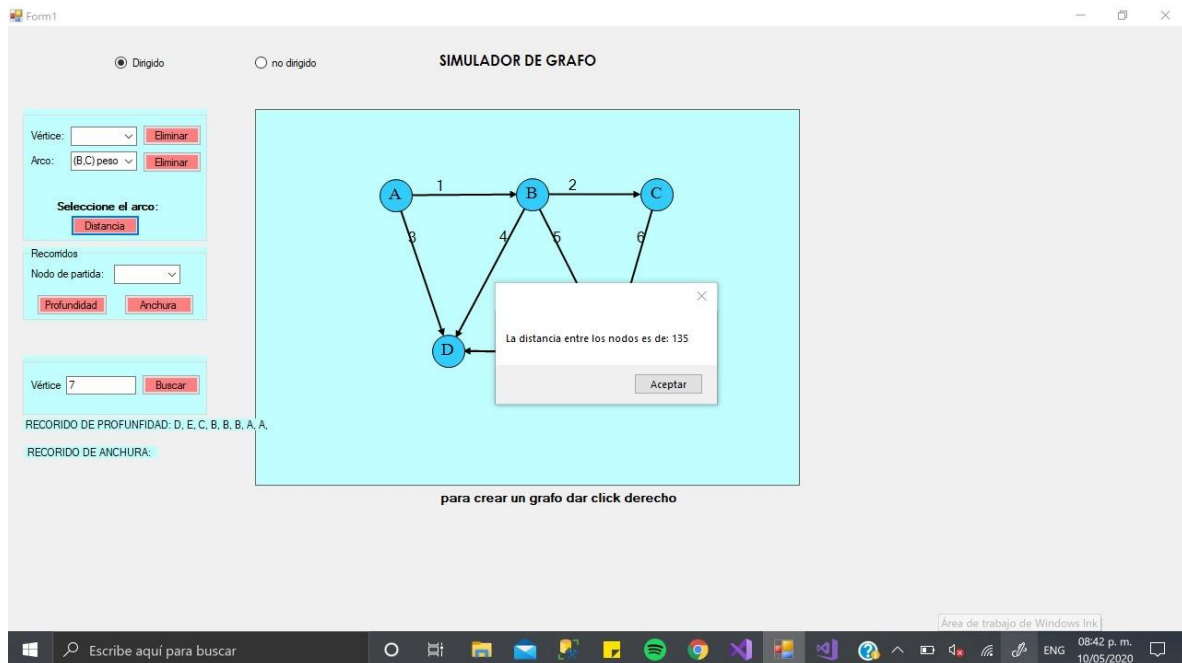 Form1
Dirigido
no dirigido
SIMULADOR DE GRAFO
Vértice:
Eliminar
Arco:
(B,C) peso
Eliminar
Seleccione el arco:
Distancia
Recorridos
Nodo de partida:
Profundidad
Anchura
Vértice
7
Buscar
RECORIDO DE PROFUNFIDAD: D, E, C, B, B, B, A, A,
RECORIDO DE ANCHURA:
A
1
B
2
C
3
4
5
6
D
La distancia entre los nodos es de: 135
Aceptar
para crear un grafo dar click derecho
Área de trabajo de Windows Ink
Escribe aquí para buscar
ENG
08:42 p. m.
10/05/2020